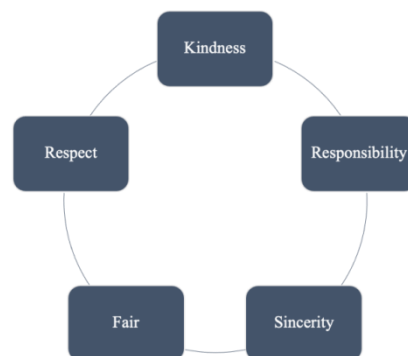 Kindness
Responsibility
Sincerity
Fair
Respect